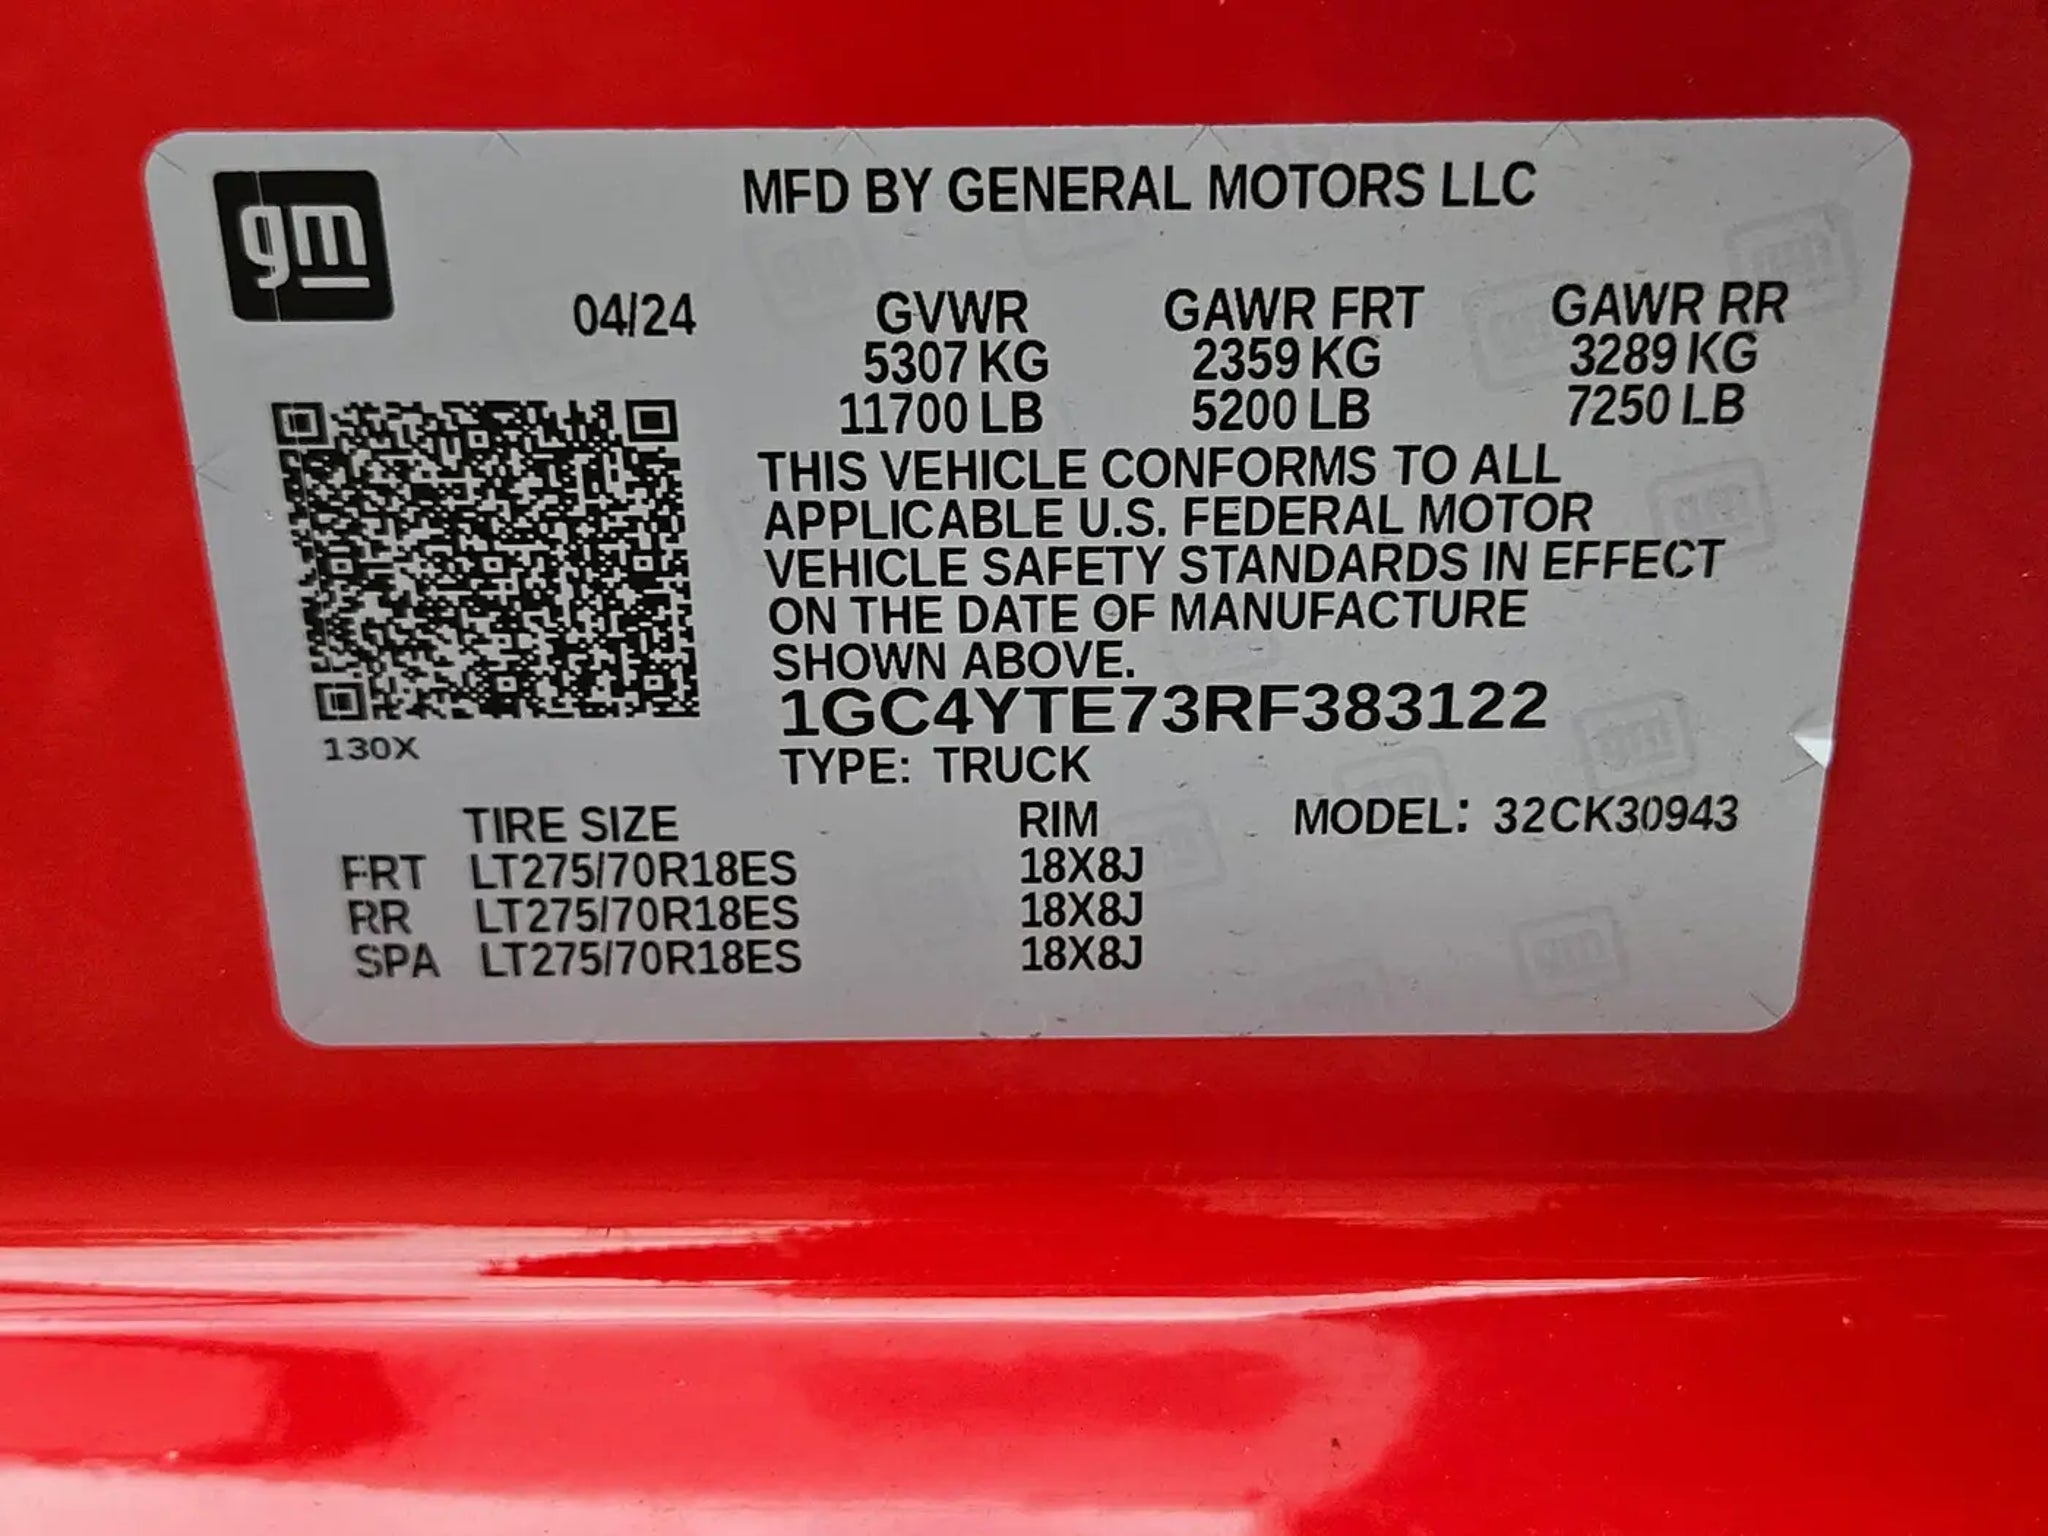 gm
MFD BY GENERAL MOTORS LLC
04/24 GVWR GAWR FRT GAWR RR
5307 KG 2359 KG 3289 KG
11700 LB 5200 LB 7250 LB
THIS VEHICLE CONFORMS TO ALL
APPLICABLE U.S. FEDERAL MOTOR
VEHICLE SAFETY STANDARDS IN EFFECT
ON THE DATE OF MANUFACTURE
SHOWN ABOVE.
1GC4YTE73RF383122
130X
TYPE: TRUCK
TIRE SIZE RIM MODEL: 32CK30943
FRT LT275/70R18ES 18X8J
RR LT275/70R18ES 18X8J
SPA LT275/70R18ES 18X8J